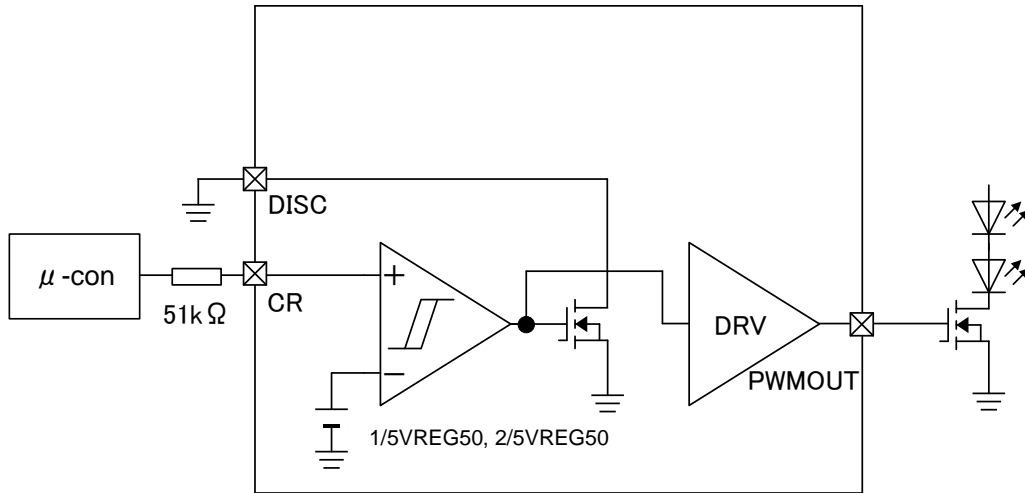 DISC
μ-con
51kΩ
CR
+
−
DRV
PWMOUT
1/5VREG50, 2/5VREG50